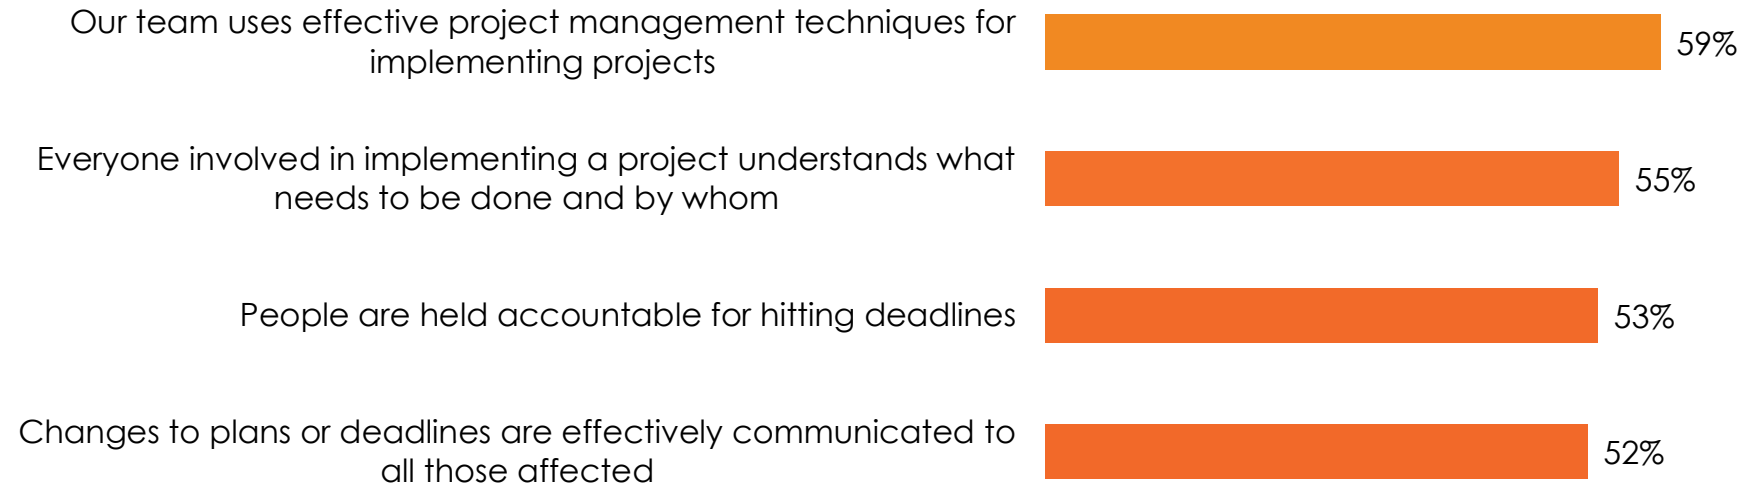 Our team uses effective project management techniques for
implementing projects
59%
Everyone involved in implementing a project understands what
needs to be done and by whom
55%
People are held accountable for hitting deadlines
53%
Changes to plans or deadlines are effectively communicated to
all those affected
52%